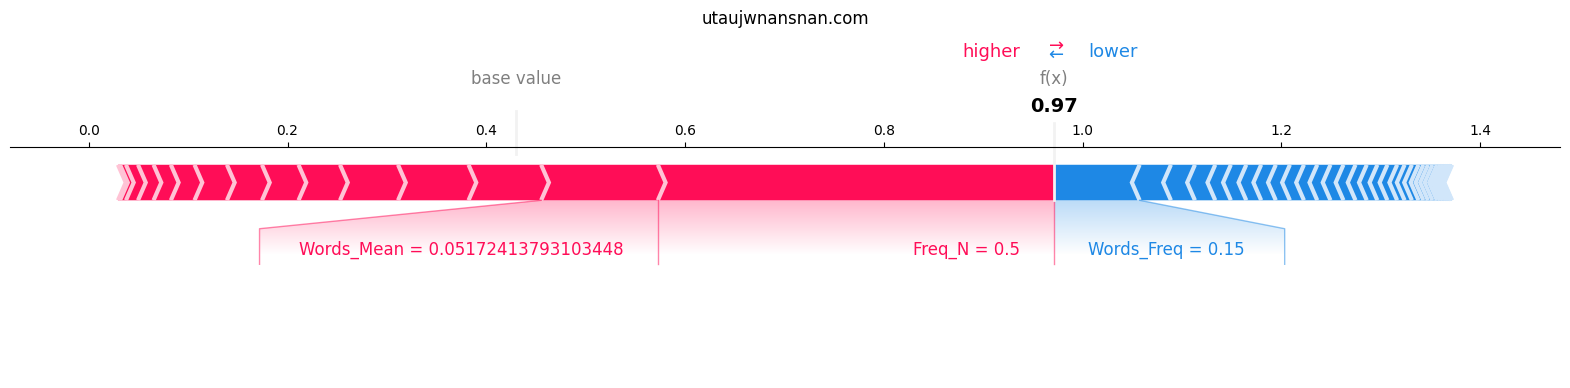 utaujwnansnan.com
higher ⇄ lower
base value
f(x)
0.97
0.0 0.2 0.4 0.6 0.8 1.0 1.2 1.4
Words_Mean = 0.05172413793103448
Freq_N = 0.5
Words_Freq = 0.15